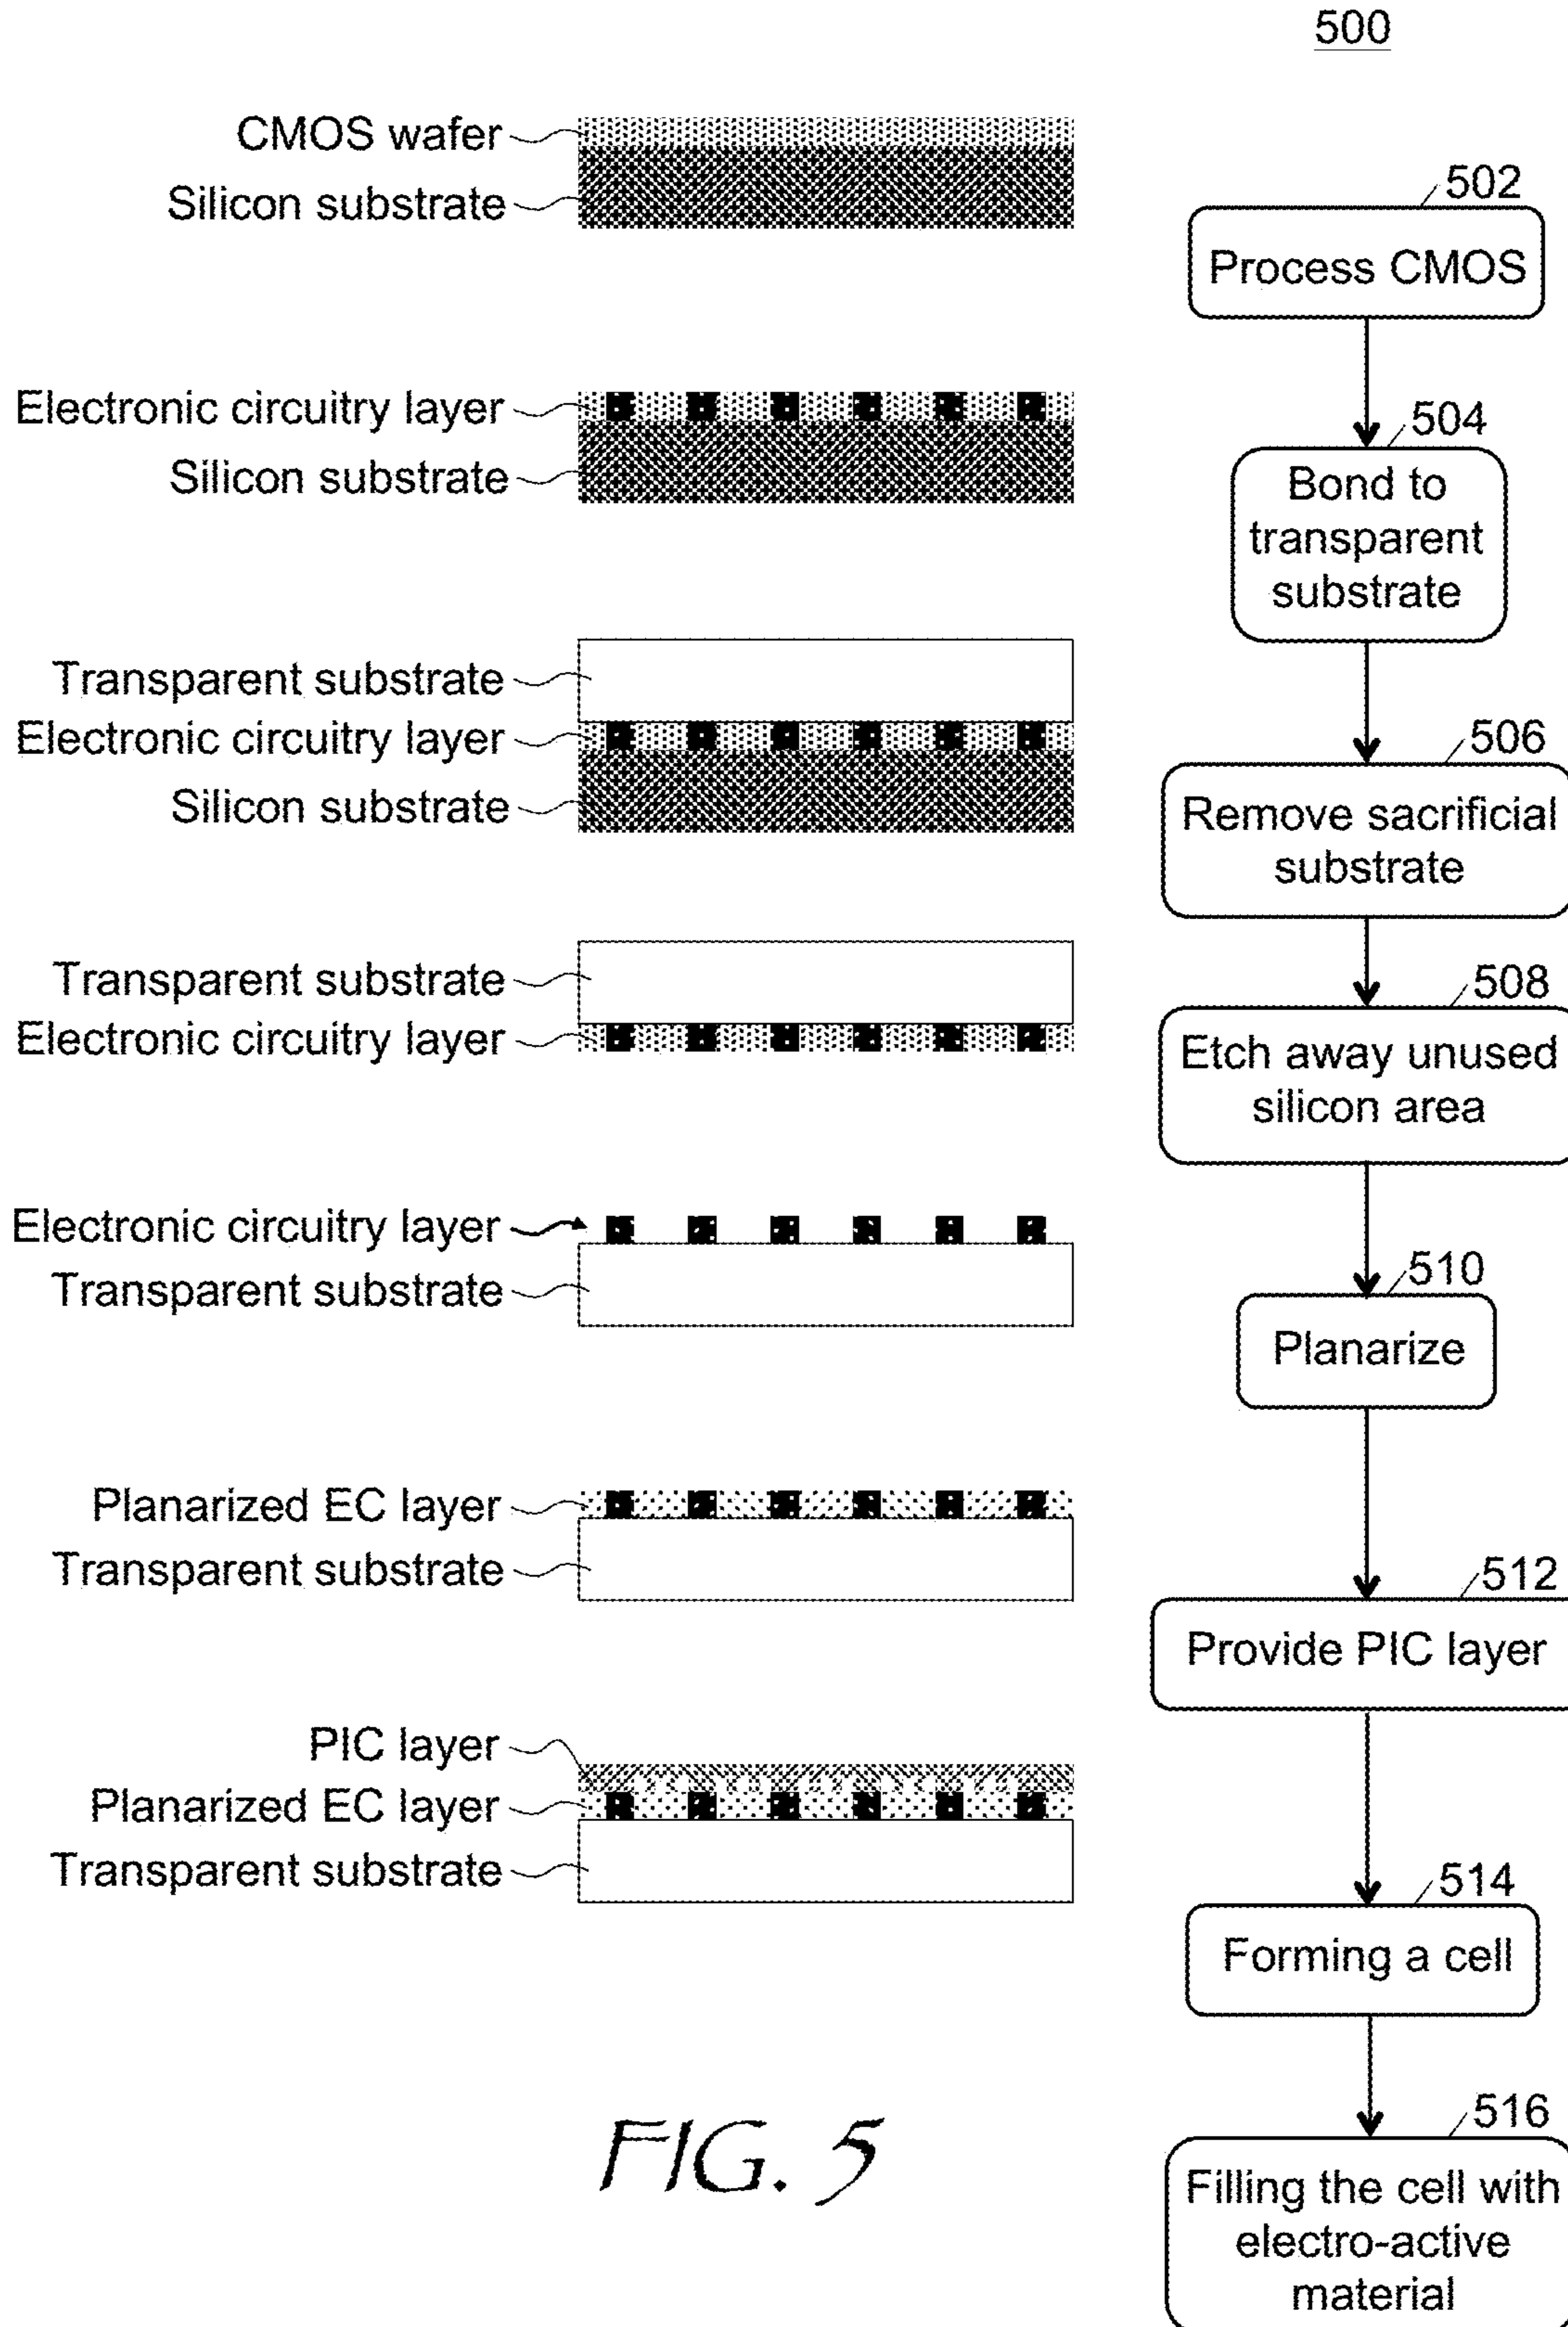 500
CMOS wafer
Silicon substrate
502
Process CMOS
Electronic circuitry layer
Silicon substrate
504
Bond to
transparent
substrate
Transparent substrate
Electronic circuitry layer
Silicon substrate
506
Remove sacrificial
substrate
Transparent substrate
Electronic circuitry layer
508
Etch away unused
silicon area
Electronic circuitry layer
Transparent substrate
510
Planarize
Planarized EC layer
Transparent substrate
512
Provide PIC layer
PIC layer
Planarized EC layer
Transparent substrate
514
Forming a cell
516
Filling the cell with
electro-active
material
FIG. 5